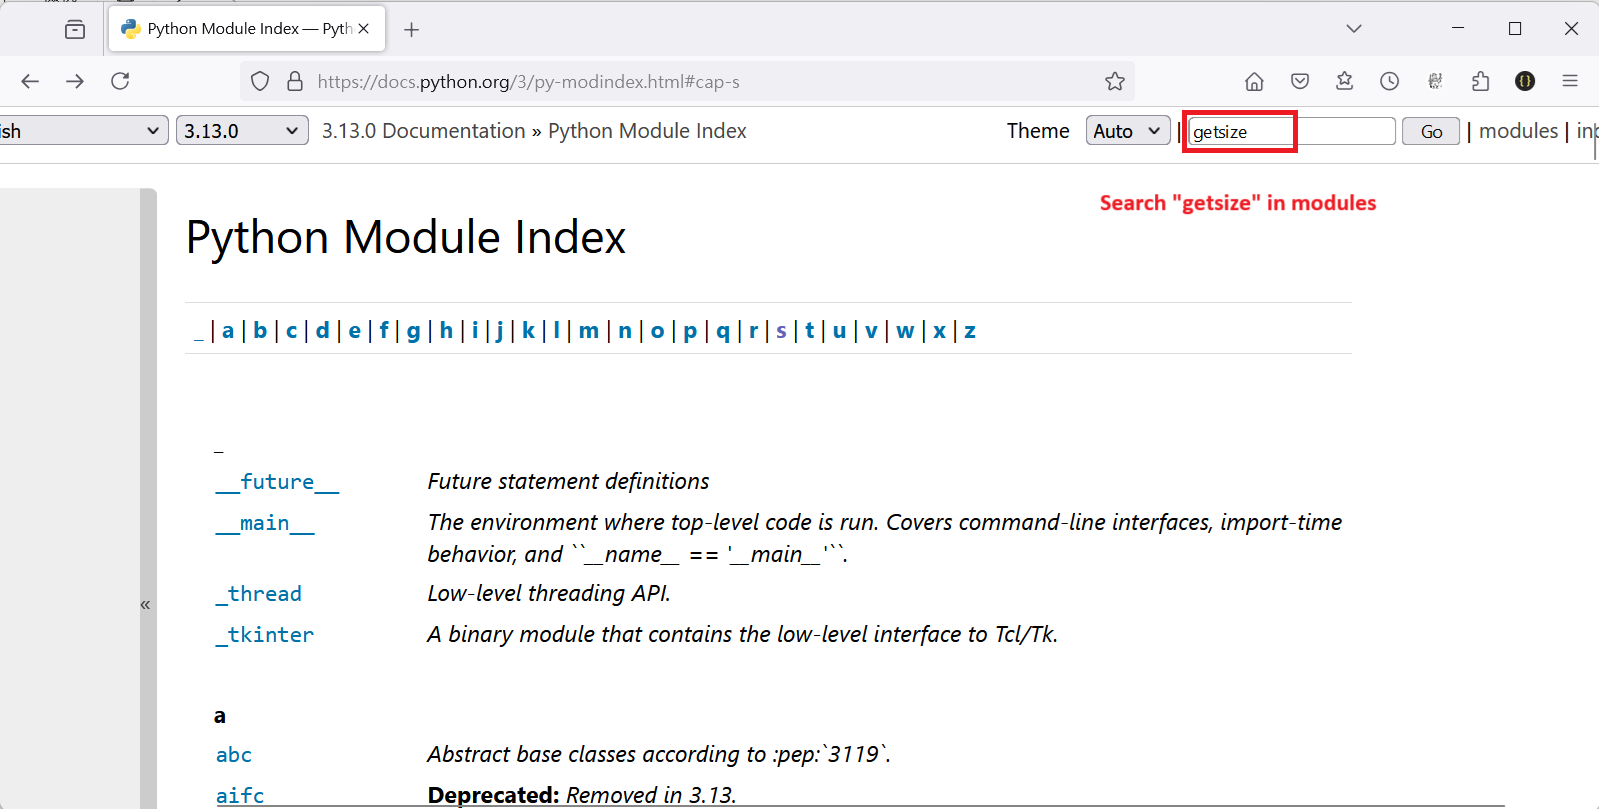 Python Module Index — Pyth
https://docs.python.org/3/py-modindex.html#cap-s
ish 3.13.0 3.13.0 Documentation » Python Module Index Theme Auto | getsize Go | modules | in
Search "getsize" in modules
Python Module Index
_ | a | b | c | d | e | f | g | h | i | j | k | l | m | n | o | p | q | r | s | t | u | v | w | x | z
_
__future__ Future statement definitions
__main__ The environment where top-level code is run. Covers command-line interfaces, import-time
behavior, and ``__name__ == '__main__'``.
_thread Low-level threading API.
«
_tkinter A binary module that contains the low-level interface to Tcl/Tk.
a
abc Abstract base classes according to :pep:`3119`.
aifc Deprecated: Removed in 3.13.